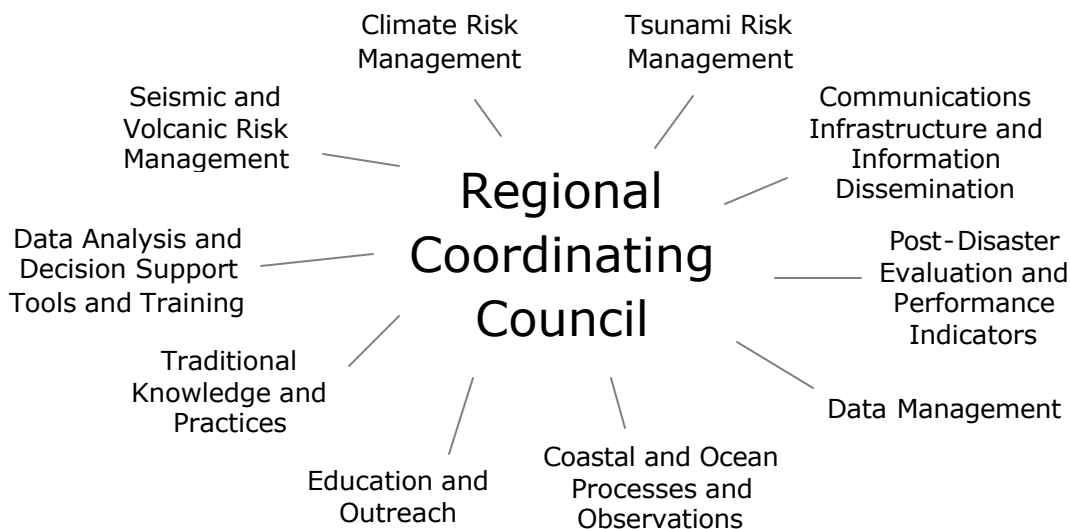 Climate Risk
Management
Tsunami Risk
Management
Seismic and
Volcanic Risk
Management
Communications
Infrastructure and
Information
Dissemination
Regional
Coordinating
Council
Data Analysis and
Decision Support
Tools and Training
Post-Disaster
Evaluation and
Performance
Indicators
Traditional
Knowledge and
Practices
Data Management
Education and
Outreach
Coastal and Ocean
Processes and
Observations